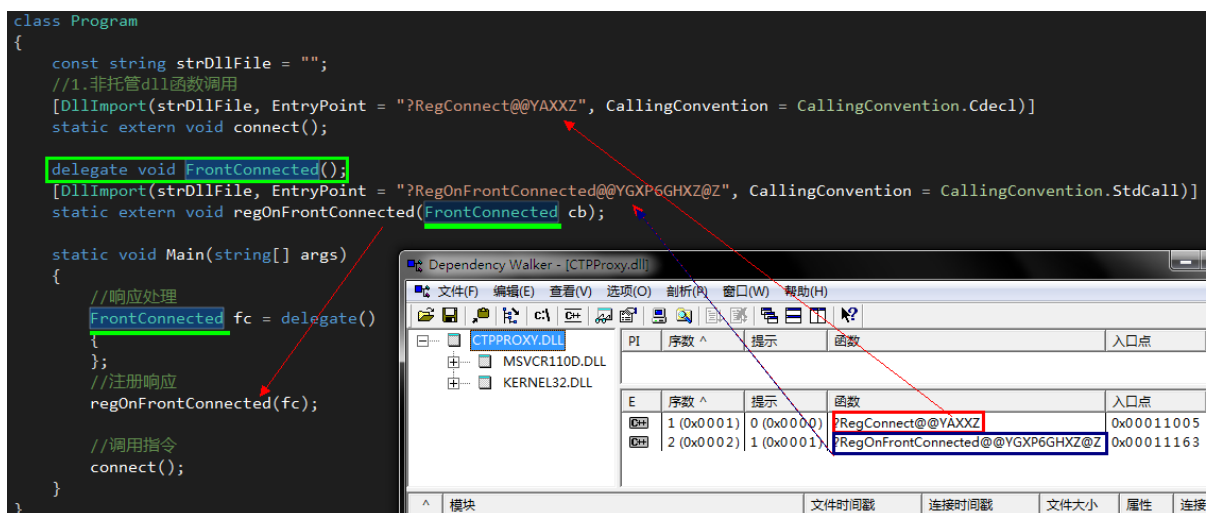 class Program
{
const string strDllFile = "";
//1.非托管dll函数调用
[DllImport(strDllFile, EntryPoint = "?RegConnect@@YAXXZ", CallingConvention = CallingConvention.Cdecl)]
static extern void connect();
delegate void FrontConnected();
[DllImport(strDllFile, EntryPoint = "?RegOnFrontConnected@@YGXP6GHXZ@Z", CallingConvention = CallingConvention.StdCall)]
static extern void regOnFrontConnected(FrontConnected cb);
static void Main(string[] args)
{
//响应处理
FrontConnected fc = delegate()
{
};
//注册响应
regOnFrontConnected(fc);
//调用指令
connect();
}
}
Dependency Walker - [CTPProxy.dll]
文件(F) 编辑(E) 查看(V) 选项(O) 剖析(P) 窗口(W) 帮助(H)
CTPPROXY.DLL
MSVCR110D.DLL
KERNEL32.DLL
PI 序数 ^ 提示 函数 入口点
E 序数 ^ 提示 函数 入口点
C++ 1 (0x0001) 0 (0x0000) ?RegConnect@@YAXXZ 0x00011005
C++ 2 (0x0002) 1 (0x0001) ?RegOnFrontConnected@@YGXP6GHXZ@Z 0x00011163
^ 模块 文件时间戳 连接时间戳 文件大小 属性 连接